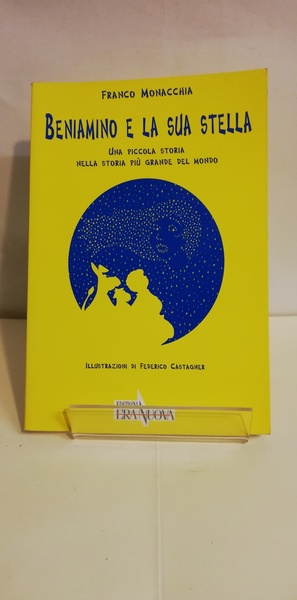 Franco Monacchia
Beniamino e la sua stella
Una piccola storia
nella storia più grande del mondo
Illustrazioni di Federico Castagner
EDIZIONI
ERA NUOVA